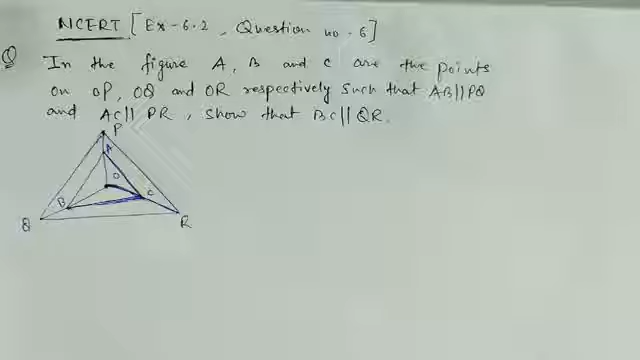 NCERT [Ex-6.2, Question no. 6]
Q In the figure A, B and C are the points
on OP, OQ and OR respectively such that AB||PQ
and AC|| PR, show that BC||QR.
P
A
O
B
C
Q
R